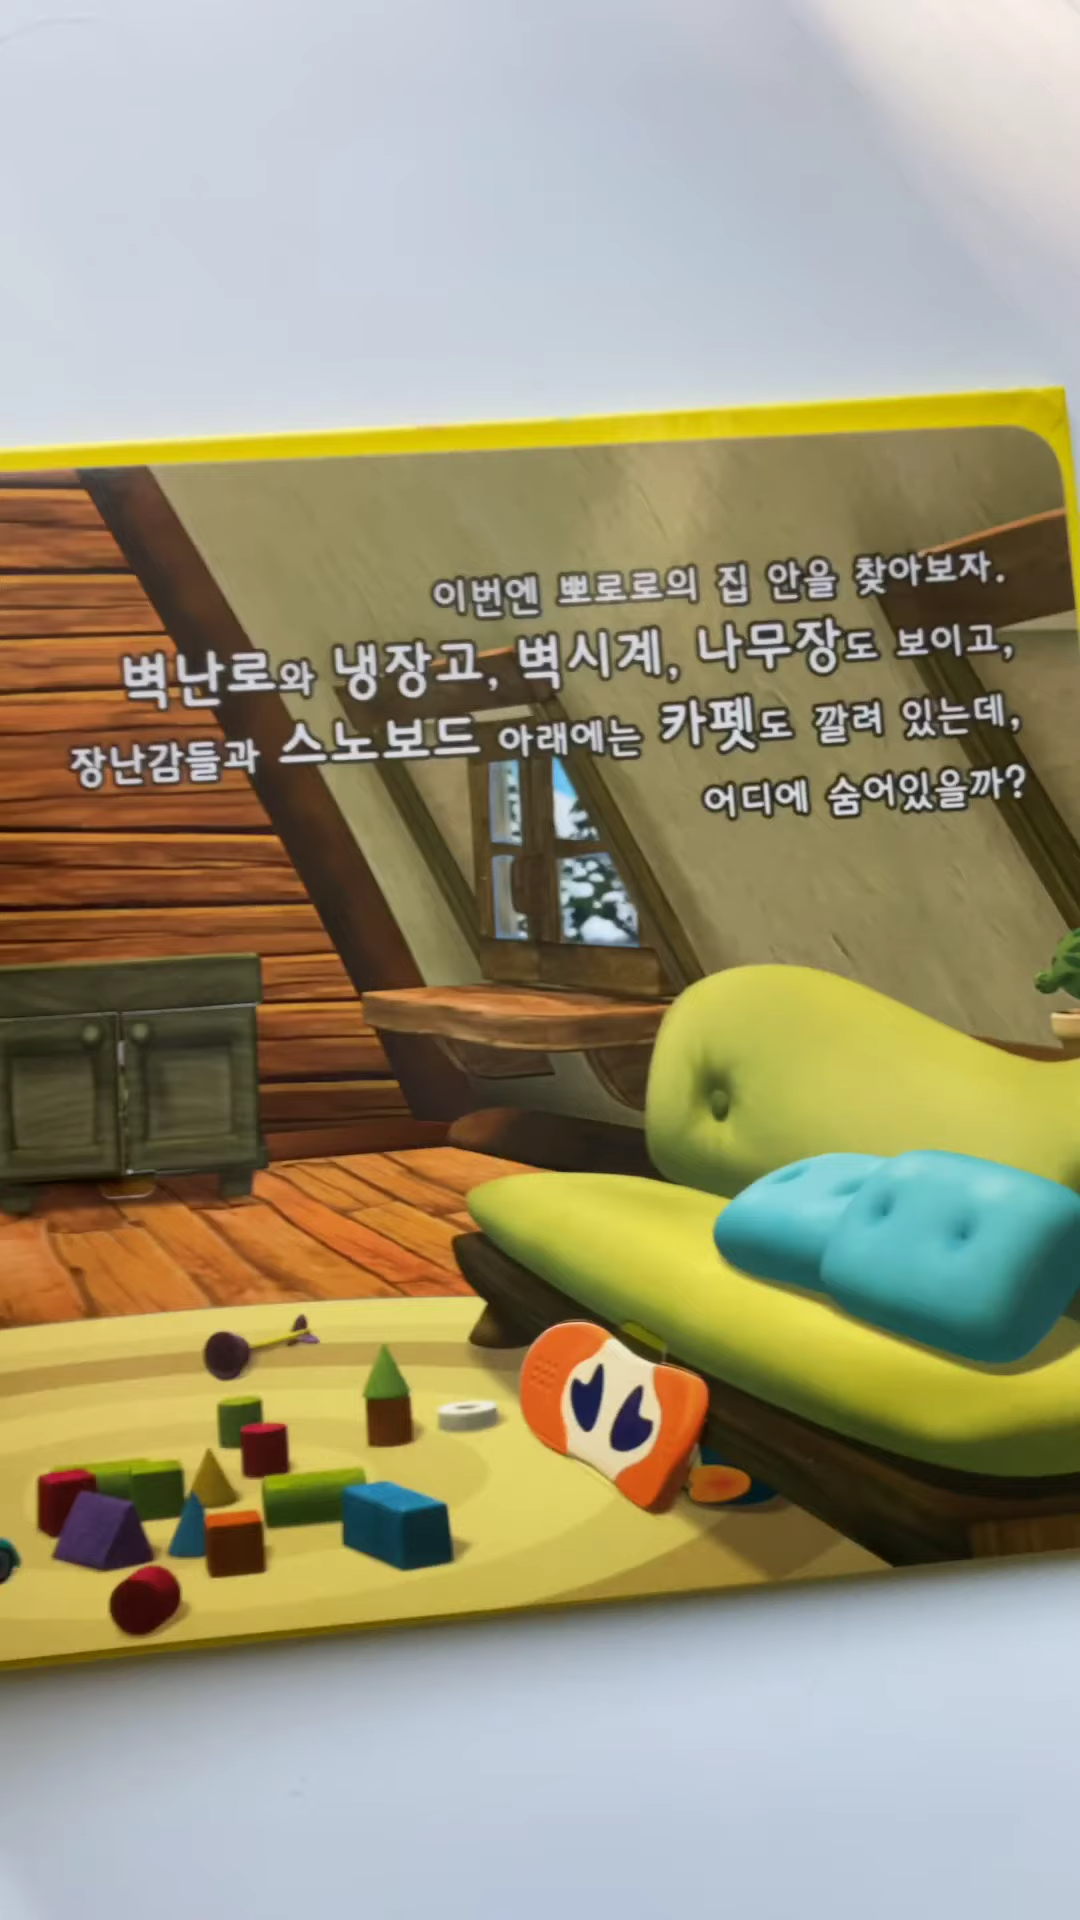 이번엔 뽀로로의 집 안을 찾아보자.
벽난로와 냉장고, 벽시계, 나무장도 보이고,
장난감들과 스노보드 아래에는 카펫도 깔려 있는데,
어디에 숨어있을까?